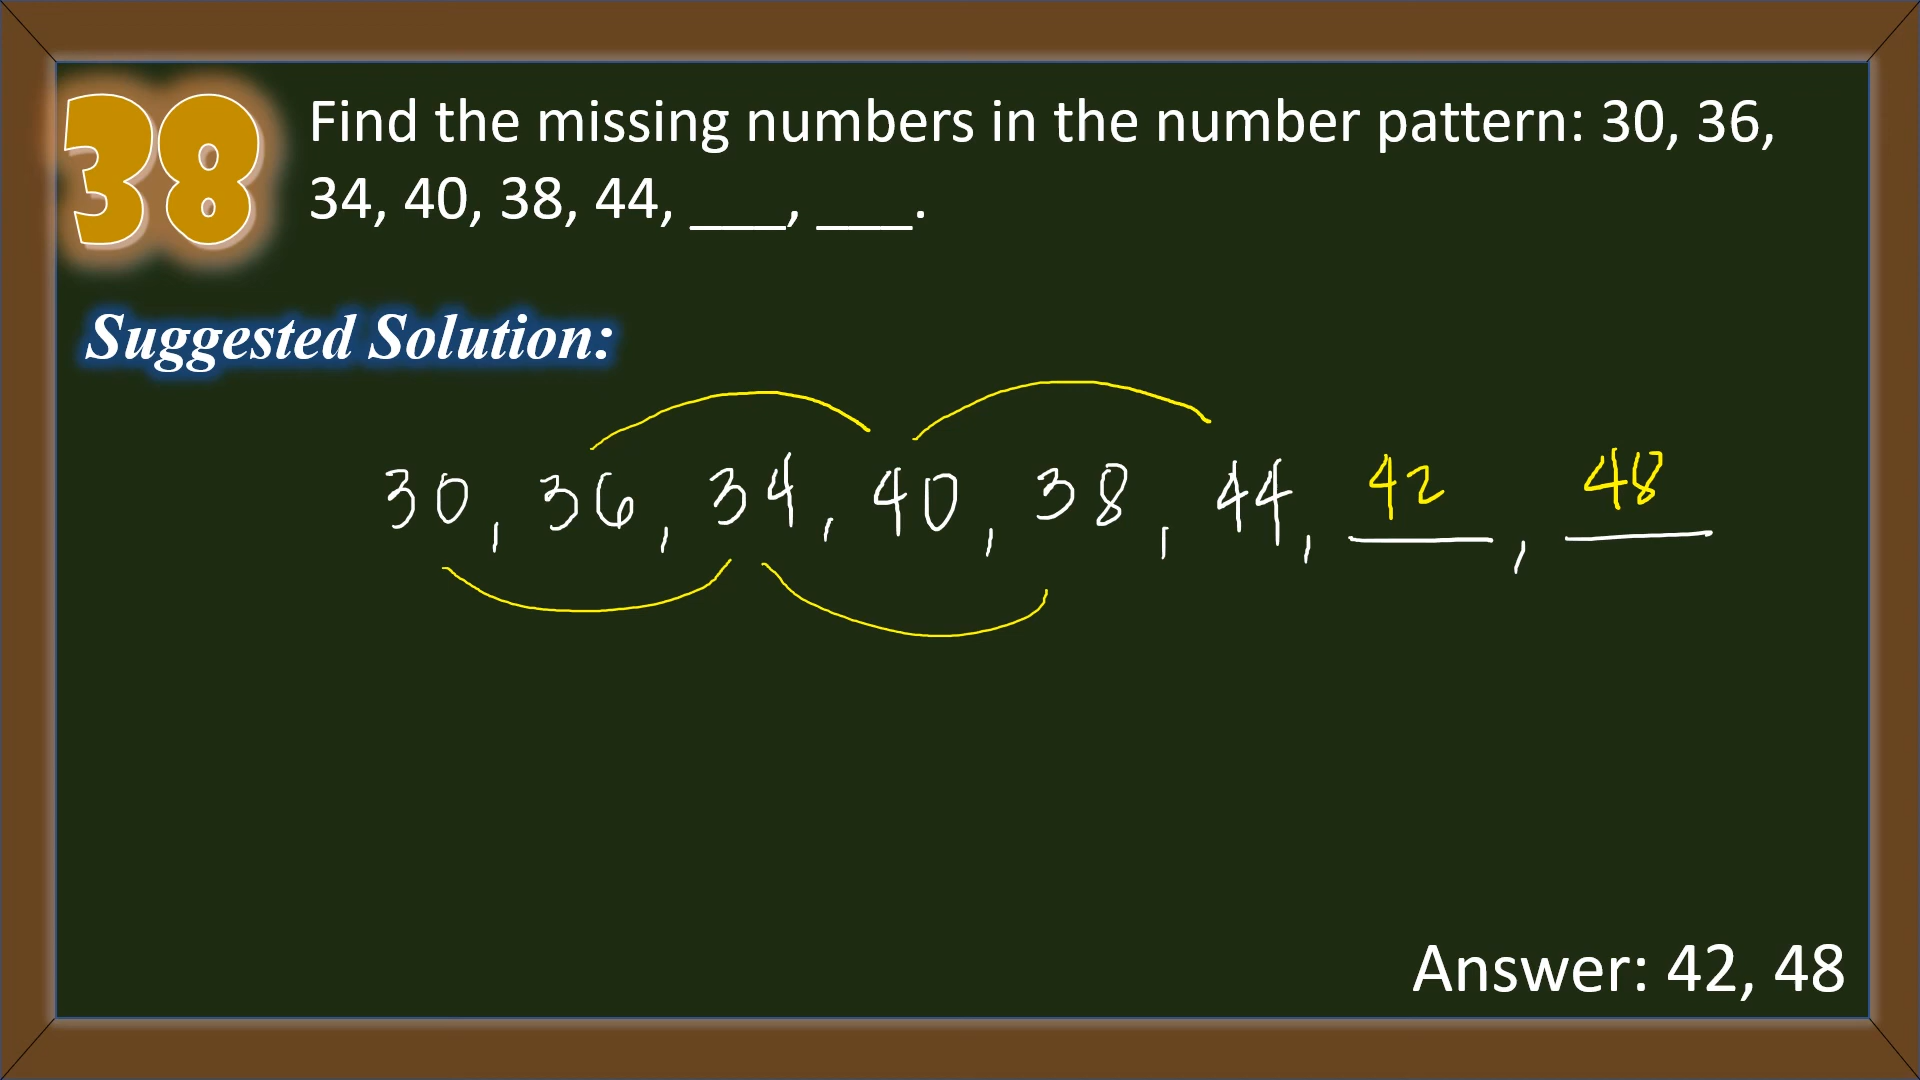 38
Find the missing numbers in the number pattern: 30, 36,
34, 40, 38, 44, ___, ___.
Suggested Solution:
30, 36, 34, 40, 38, 44, 42, 48
Answer: 42, 48